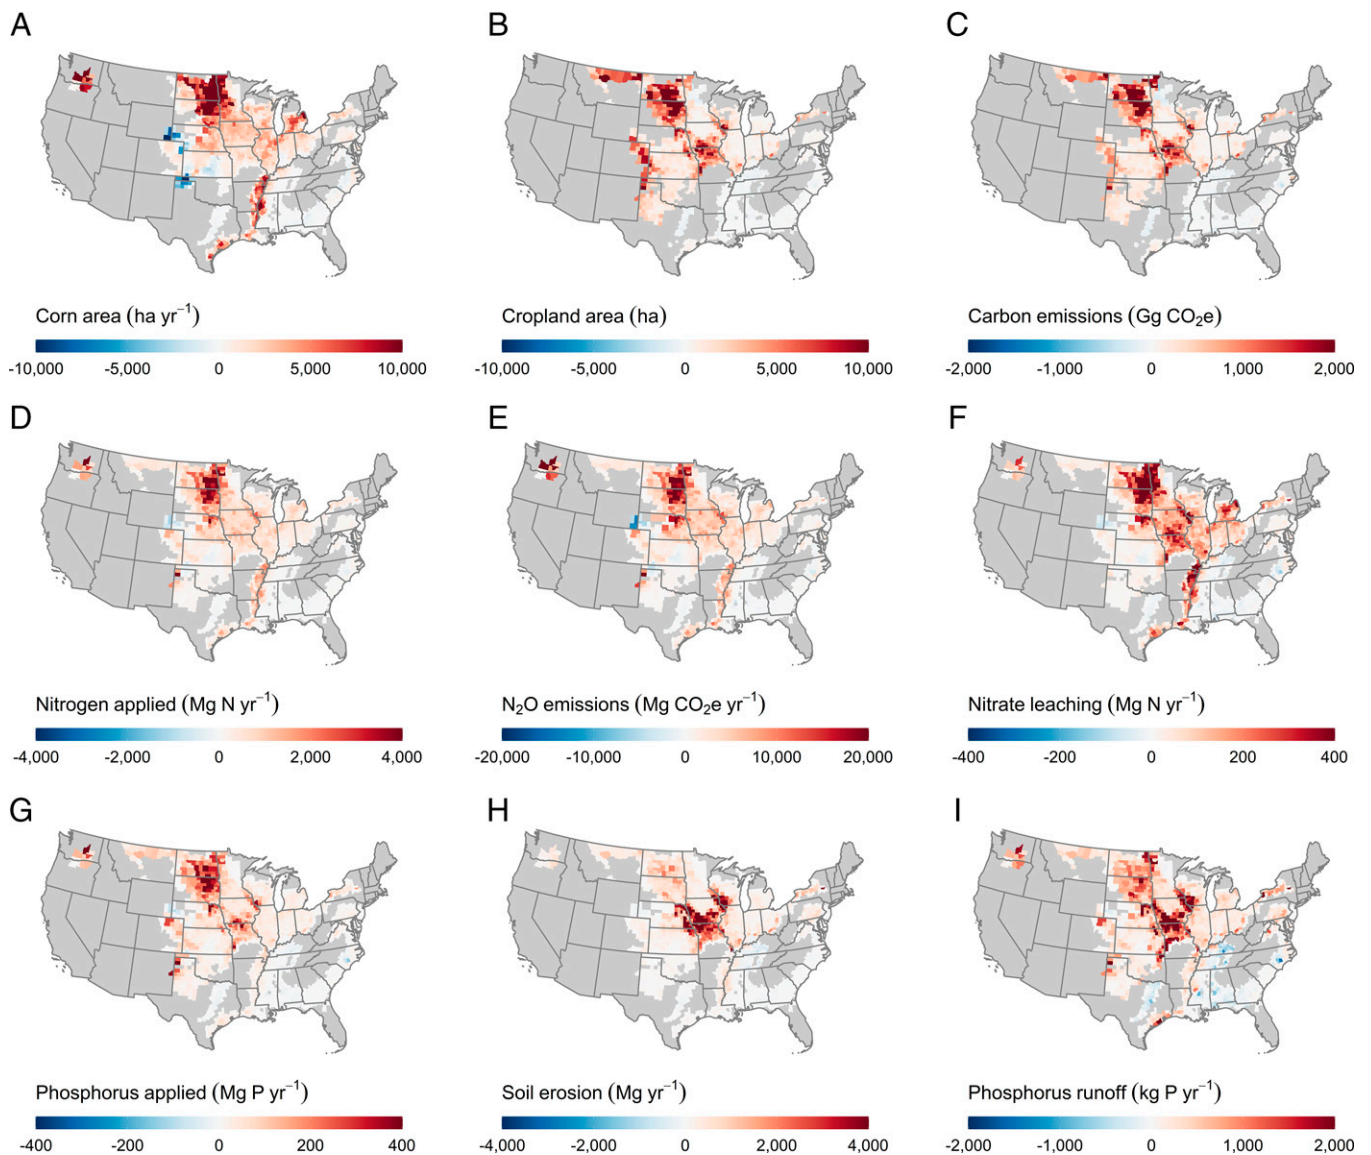 A B C
Corn area (ha yr⁻¹) Cropland area (ha) Carbon emissions (Gg CO₂e)
-10,000 -5,000 0 5,000 10,000 -10,000 -5,000 0 5,000 10,000 -2,000 -1,000 0 1,000 2,000
D E F
Nitrogen applied (Mg N yr⁻¹) N₂O emissions (Mg CO₂e yr⁻¹) Nitrate leaching (Mg N yr⁻¹)
-4,000 -2,000 0 2,000 4,000 -20,000 -10,000 0 10,000 20,000 -400 -200 0 200 400
G H I
Phosphorus applied (Mg P yr⁻¹) Soil erosion (Mg yr⁻¹) Phosphorus runoff (kg P yr⁻¹)
-400 -200 0 200 400 -4,000 -2,000 0 2,000 4,000 -2,000 -1,000 0 1,000 2,000